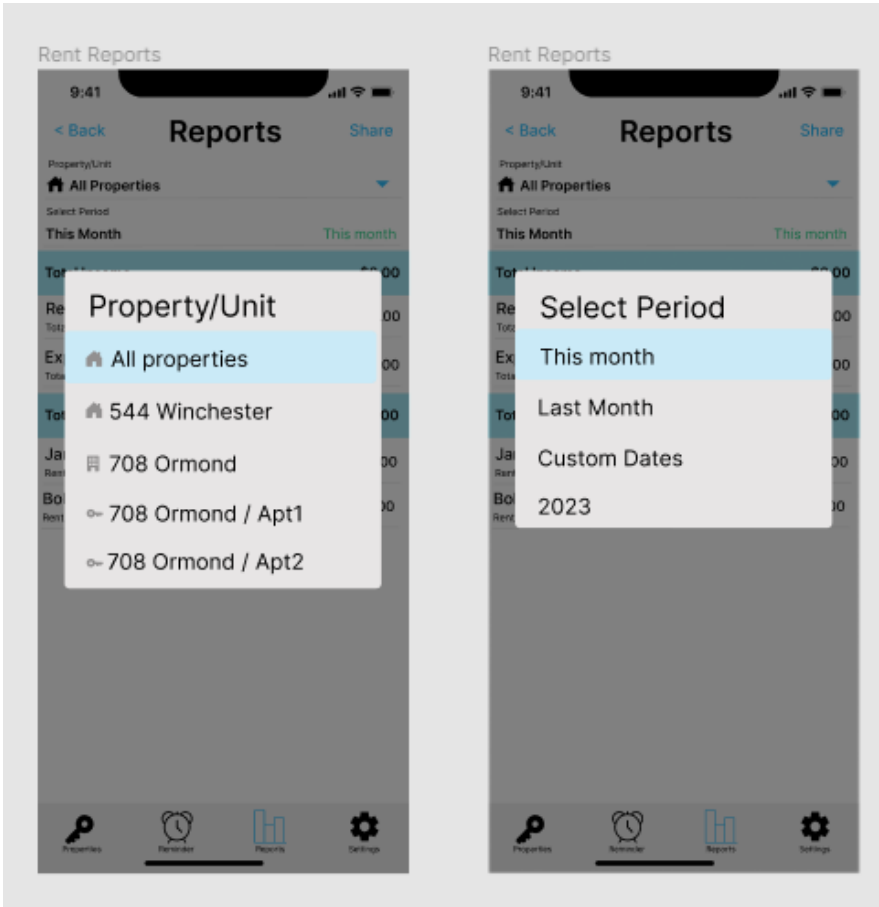 Rent Reports
9:41
< Back Reports Share
Property/Unit
All Properties
Select Period
This Month This month
Property/Unit
All properties
544 Winchester
708 Ormond
708 Ormond / Apt1
708 Ormond / Apt2
Properties Reminder Reports Settings
Rent Reports
9:41
< Back Reports Share
Property/Unit
All Properties
Select Period
This Month This month
Select Period
This month
Last Month
Custom Dates
2023
Properties Reminder Reports Settings